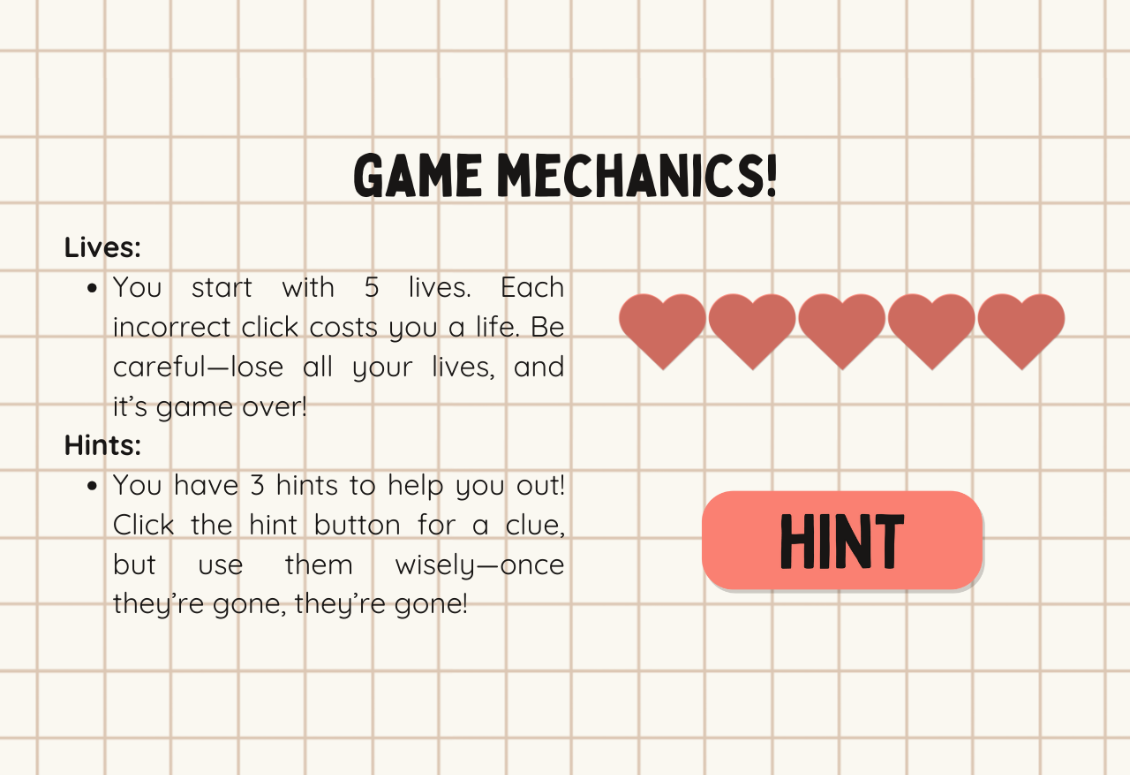 GAME MECHANICS!
Lives:
• You start with 5 lives. Each
incorrect click costs you a life. Be
careful—lose all your lives, and
it’s game over!
Hints:
• You have 3 hints to help you out!
Click the hint button for a clue,
but use them wisely—once
they’re gone, they’re gone!
HINT